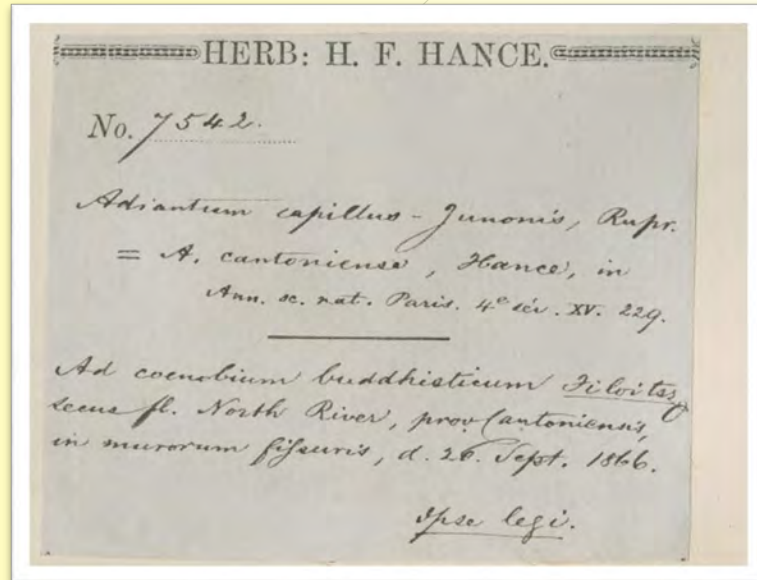 HERB: H. F. HANCE.
No. 7542.
Adiantum capillus-Junonis, Rupr.
= A. cantoniense, Hance, in
Ann. sc. nat. Paris. 4e sér. XV. 229.
Ad coenobium buddhisticum
secus fl. North River, prov. Cantoniensis,
in murorum fissuris, d. 26. Sept. 1866.
Ipse legi.